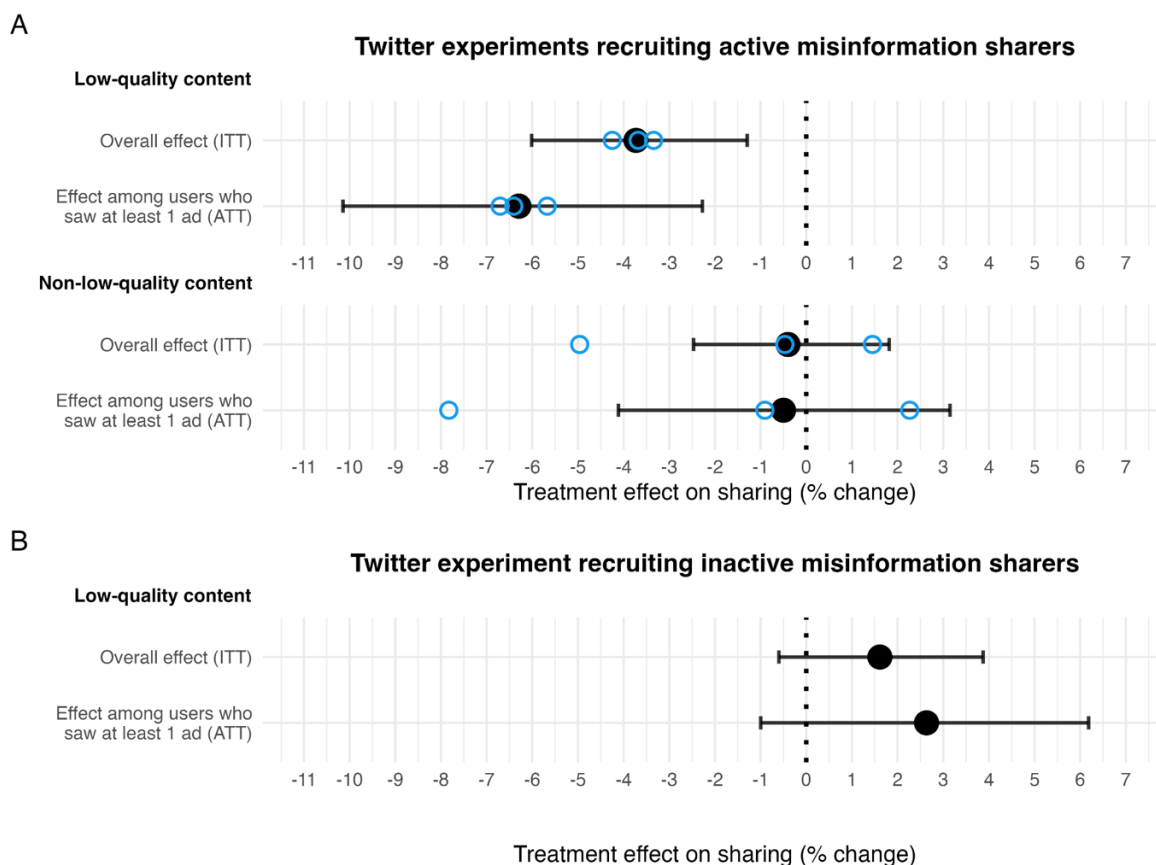 A
Twitter experiments recruiting active misinformation sharers
Low-quality content
Overall effect (ITT)
Effect among users who
saw at least 1 ad (ATT)
-11 -10 -9 -8 -7 -6 -5 -4 -3 -2 -1 0 1 2 3 4 5 6 7
Non-low-quality content
Overall effect (ITT)
Effect among users who
saw at least 1 ad (ATT)
-11 -10 -9 -8 -7 -6 -5 -4 -3 -2 -1 0 1 2 3 4 5 6 7
Treatment effect on sharing (% change)
B
Twitter experiment recruiting inactive misinformation sharers
Low-quality content
Overall effect (ITT)
Effect among users who
saw at least 1 ad (ATT)
-11 -10 -9 -8 -7 -6 -5 -4 -3 -2 -1 0 1 2 3 4 5 6 7
Treatment effect on sharing (% change)